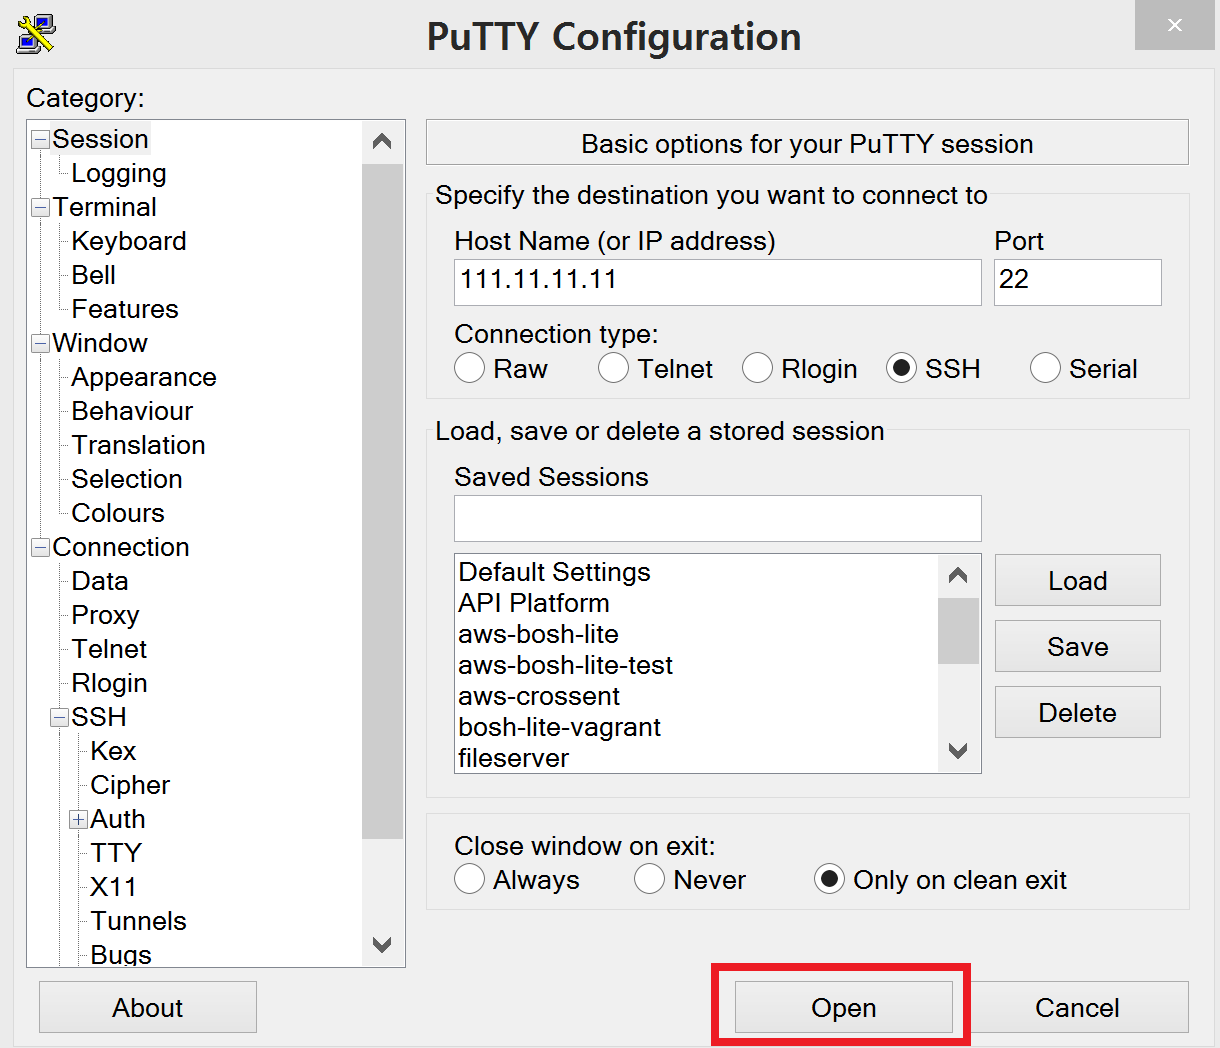 PuTTY Configuration
Category:
Session
Logging
Terminal
Keyboard
Bell
Features
Window
Appearance
Behaviour
Translation
Selection
Colours
Connection
Data
Proxy
Telnet
Rlogin
SSH
Kex
Cipher
Auth
TTY
X11
Tunnels
Bugs
Basic options for your PuTTY session
Specify the destination you want to connect to
Host Name (or IP address) Port
111.11.11.11 22
Connection type:
Raw Telnet Rlogin SSH Serial
Load, save or delete a stored session
Saved Sessions
Default Settings
API Platform
aws-bosh-lite
aws-bosh-lite-test
aws-crossent
bosh-lite-vagrant
fileserver
Load
Save
Delete
Close window on exit:
Always Never Only on clean exit
About Open Cancel